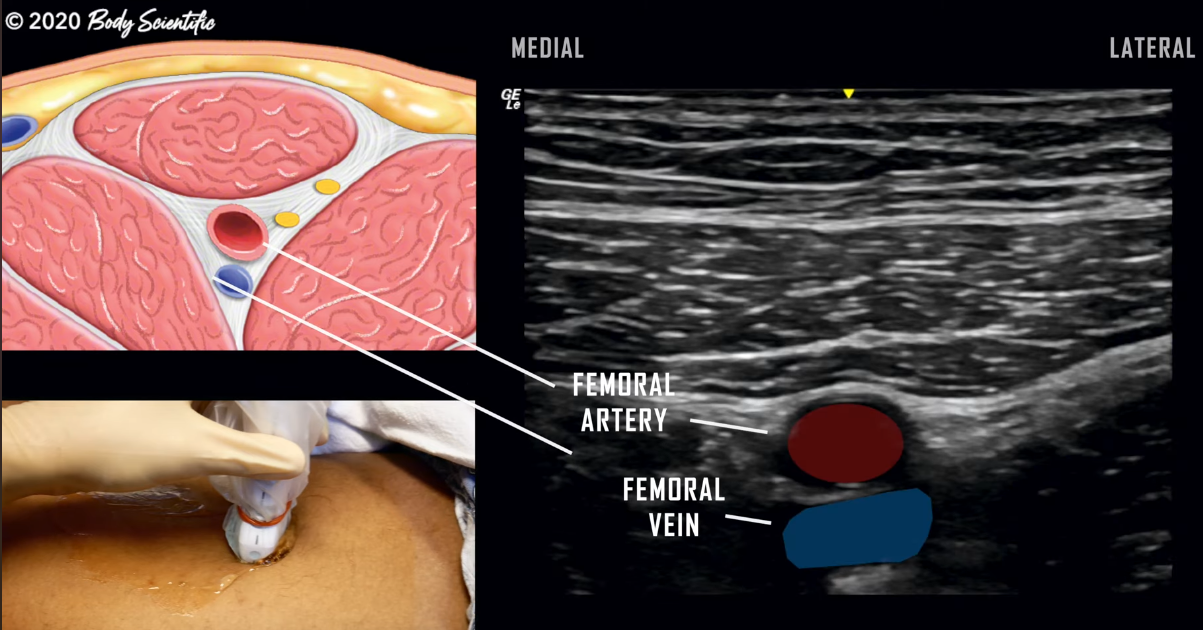 © 2020 Body Scientific
MEDIAL
LATERAL
GE
Le
FEMORAL
ARTERY
FEMORAL
VEIN